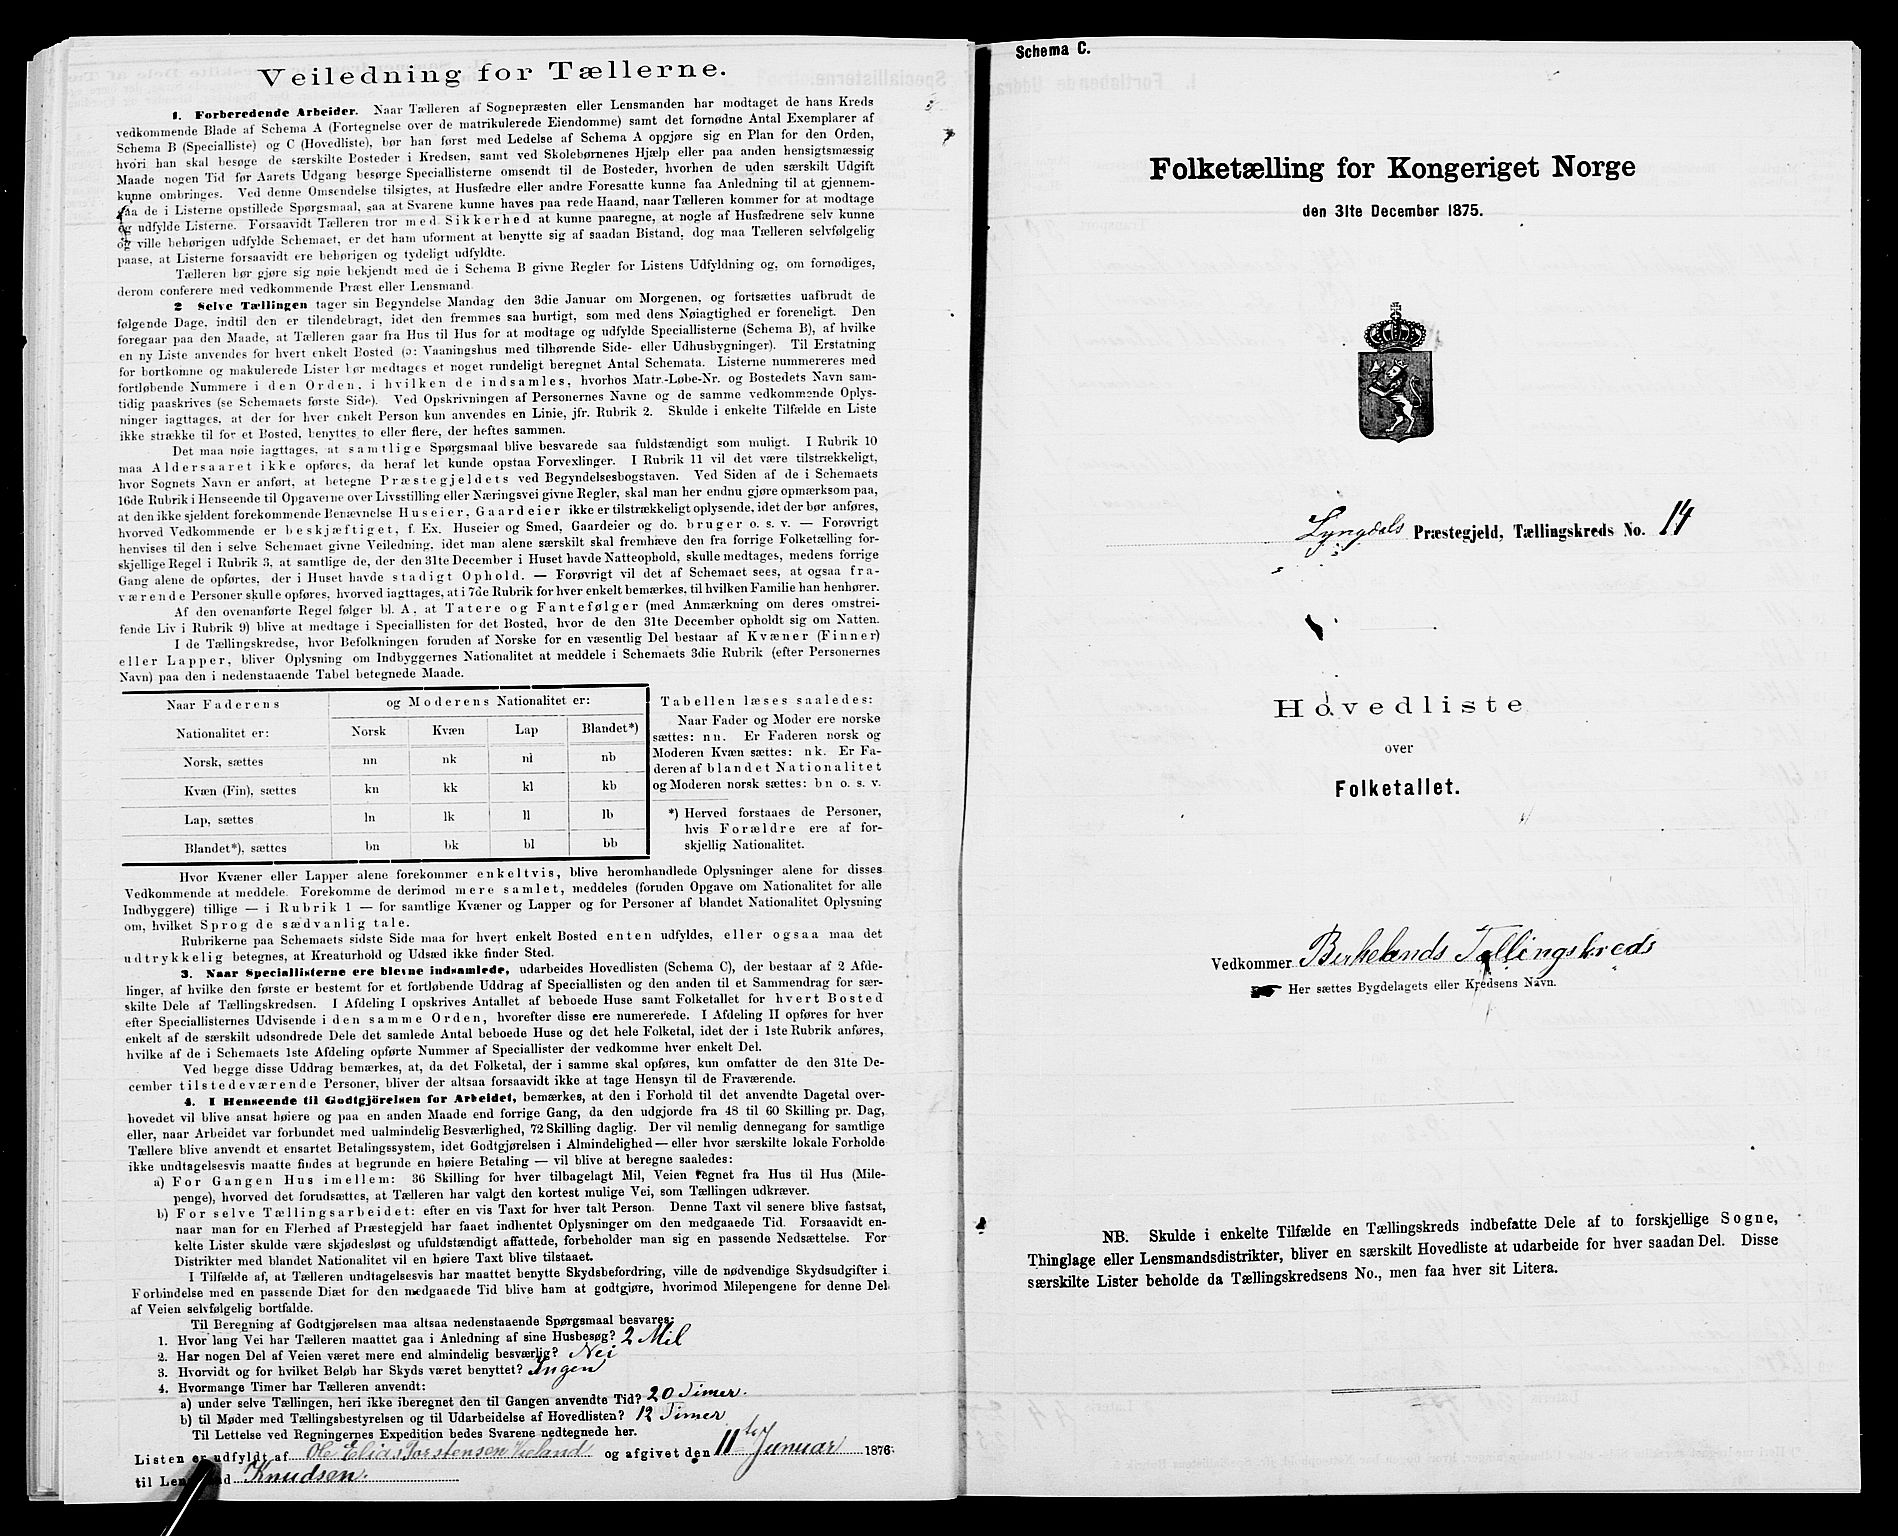 Veiledning for Tællerne.
1. Forberedende Arbeider. Naar Tælleren af Sognepræsten eller Lensmanden har modtaget de hans Kreds
vedkommende Blade af Schema A (Fortegnelse over de matrikulerede Eiendomme) samt det fornødne Antal Exemplarer af
Schema B (Specialliste) og C (Hovedliste), bør han først med Ledelse af Schema A opgjøre sig en Plan for den Orden,
hvori han skal besøge de særskilte Posteder i Kredsen, samt ved Skolebørnenes Hjælp eller paa anden hensigtsmæssig
Maade nogen Tid før Aarets Udgang besørge Speciallisterne omsendt til de Bosteder, hvorhen de uden særskilt Udgift
kunne ombringes. Ved denne Omsendelse tilsigtes, at Husfædre eller andre Foresatte kunne faa Anledning til at gjennem-
faa de i Listerne opstillede Spørgsmaal, saa at Svarene kunne haves paa rede Haand, naar Tælleren kommer for at modtage
og udfylde Listerne. Forsaavidt Tælleren tror med Sikkerhed at kunne paaregne, at nogle af Husfædrene selv kunne
og ville behørigen udfylde Schemaet, er det ham uforment at benytte sig af saadan Bistand, dog maa Tælleren selvfølgelig
paase, at Listerne forsaavidt ere behørigen og tydeligt udfyldte.
Tælleren bør gjøre sig nøie bekjendt med de i Schema B givne Regler for Listens Udfyldning og, om fornødiges,
derom conferere med vedkommende Præst eller Lensmand.
2 Selve Tællingen tager sin Begyndelse Mandag den 3die Januar om Morgenen, og fortsættes uafbrudt de
følgende Dage, indtil den er tilendebragt, idet den fremmes saa hurtigt, som med dens Nøiagtighed er foreneligt. Den
foregaar paa den Maade, at Tælleren gaar fra Hus til Hus for at modtage og udfylde Speciallisterne (Schema B), af hvilke
en ny Liste anvendes for hvert enkelt Bosted (ɔ: Vaaningshus med tilhørende Side- eller Udhusbygninger). Til Erstatning
for bortkomne og makulerede Lister bør medtages et noget rundeligt beregnet Antal Schemata. Listerne nummereres med
fortløbende Nummere i den Orden, i hvilken de indsamles, hvorhos Matr.-Løbe-Nr. og Bostedets Navn sam-
tidig paaskrives (se Schemaets første Side). Ved Opskrivningen af Personernes Navne og de samme vedkommende Oplys-
ninger iagttages, at der for hver enkelt Person kun anvendes en Linie, jfr. Rubrik 2. Skulde i enkelte Tilfælde en Liste
ikke strække til for et Bosted, benyttes to eller flere, der heftes sammen.
Det maa nøie iagttages, at samtlige Spørgsmaal blive besvarede saa fuldstændigt som muligt. I Rubrik 10
maa Aldersaaret ikke opføres, da heraf let kunde opstaa Forvexlinger. I Rubrik 11 vil det være tilstrækkeligt,
hvor Sognets Navn er anført, at betegne Præstegjeldets ved Begyndelsesbogstaven. Ved Siden af de i Schemaets
16de Rubrik i Henseende til Opgaverne over Livsstilling eller Næringsvei givne Regler, skal man her endnu gjøre opmærksom paa,
at den ikke sjeldent forekommende Benævnelse Huseier, Gaardeier ikke er tilstrækkeligt oplysende, idet der bør anføres,
hvorved Vedkommende er beskjæftiget, f. Ex. Huseier og Smed, Gaardeier og do. bruger o. s. v. — Forøvrigt
henvises til den i selve Schemaet givne Veiledning, idet man alene særskilt skal fremhæve den fra forrige Folketælling for-
skjellige Regel i Rubrik 3, at samtlige de, der den 31te December i Huset havde Natteophold, skulle medtages, medens forrige
Gang alene de opførtes, der i Huset havde stadigt Ophold. — Forøvrigt vil det af Schemaet sees, at ogsaa fra-
værende Personer skulle opføres, hvorved iagttages, at i 7de Rubrik for hver enkelt bemærkes, til hvilken Familie han henhører.
Af den ovenanførte Regel følger bl. A. at Tatere og Fantefølger (med Anmærkning om deres omstrei-
fende Liv i Rubrik 9) blive at medtage i Speciallisten for det Bosted, hvor de den 31te December opholdt sig om Natten.
I de Tællingskredse, hvor Befolkningen foruden af Norske for en væsentlig Del bestaar af Kvæner (Finner)
eller Lapper, bliver Oplysning om Indbyggernes Nationalitet at meddele i Schemaets 3die Rubrik (efter Personernes
Navn) paa den i nedenstaaende Tabel betegnede Maade.
Naar Faderens og Moderens Nationalitet er:
Nationalitet er: Norsk Kvæn Lap Blandet*)
Norsk, sættes nn nk nl nb
Kvæn (Fin), sættes kn kk kl kb
Lap, sættes ln lk ll lb
Blandet*), sættes bn bk bl bb
Tabellen læses saaledes:
Naar Fader og Moder ere norske
sættes: nn. Er Faderen norsk og
Moderen Kvæn sættes: nk. Er Fa-
deren af blandet Nationalitet
og Moderen norsk sættes: bn o. s. v.
*) Herved forstaaes de Personer,
hvis Forældre ere af for-
skjellig Nationalitet.
Hvor Kvæner eller Lapper alene forekommer enkeltvis, blive heromhandlede Oplysninger alene for disses
Vedkommende at meddele. Forekomme de derimod mere samlet, meddeles (foruden Opgave om Nationalitet for alle
Indbyggere) tillige — i Rubrik 1 — for samtlige Kvæner og Lapper og for Personer af blandet Nationalitet Oplysning
om, hvilket Sprog de sædvanlig tale.
Rubrikerne paa Schemaets sidste Side maa for hvert enkelt Bosted enten udfyldes, eller ogsaa maa det
udtrykkelig betegnes, at Kreaturhold og Udsæd ikke finder Sted.
3. Naar Speciallisterne ere blevne indsamlede, udarbeides Hovedlisten (Schema C), der bestaar af 2 Afde-
linger, af hvilke den første er bestemt for et fortløbende Uddrag af Speciallisten og den anden til et Sammendrag for sær-
skilte Dele af Tællingskredsen. I Afdeling I opskrives Antallet af beboede Huse samt Folketallet for hvert Bosted
efter Speciallisternes Udvisende i den samme Orden, hvorefter disse ere numererede. I Afdeling II opføres for hver
enkelt af de særskilt udsondrede Dele det samlede Antal beboede Huse og det hele Folketal, idet der i 1ste Rubrik anføres,
hvilke af de i Schemaets 1ste Afdeling opførte Nummer af Speciallister der vedkomme hver enkelt Del.
Ved begge disse Uddrag bemærkes, at, da det Folketal, der i samme skal opføres, kun omfatter de den 31te De-
cember tilstedeværende Personer, bliver der altsaa forsaavidt ikke at tage Hensyn til de Fraværende.
4. I Henseende til Godtgjörelsen for Arbeidet, bemærkes, at den i Forhold til det anvendte Dagetal over-
hovedet vil blive ansat høiere og paa en anden Maade end forrige Gang, da den udgjorde fra 48 til 60 Skilling pr. Dag,
eller, naar Arbeidet var forbundet med ualmindelig Besværlighed, 72 Skilling daglig. Der vil nemlig dennegang for samtlige
Tællere blive anvendt et ensartet Betalingssystem, idet Godtgjørelsen i Almindelighed — eller hvor særskilte lokale Forholde
ikke undtagelsesvis maatte findes at begrunde en høiere Betaling — vil blive at beregne saaledes:
a) For Gangen Hus imellem: 36 Skilling for hver tilbagelagt Mil, Veien regnet fra Hus til Hus (Mile-
penge), hvorved det forudsættes, at Tælleren har valgt den kortest mulige Vei, som Tællingen udkræver.
b) For selve Tællingsarbeidet: efter en vis Taxt for hver talt Person. Denne Taxt vil senere blive fastsat,
naar man for en Flerhed af Præstegjeld har faaet indhentet Oplysninger om den medgaaede Tid. Forsaavidt en-
kelte Lister skulde være skjødesløst og ufuldstændigt affattede, forbeholder man sig en passende Nedsættelse. For
Distrikter med blandet Nationalitet vil en høiere Taxt blive tilstaaet.
I Tilfælde af, at Tælleren undtagelsesvis har maattet benytte Skydsbefordring, ville de nødvendige Skydsudgifter i
Forbindelse med en passende Diæt for den medgaaede Tid blive ham at godtgjøre, hvorimod Milepengene for denne Del
af Veien selvfølgelig bortfalde.
Til Beregning af Godtgjørelsen maa altsaa nedenstaaende Spørgsmaal besvares:
1. Hvor lang Vei har Tælleren maattet gaa i Anledning af sine Husbesøg? 2 Mil
2. Har nogen Del af Veien været mere end almindelig besværlig? Nei
3. Hvorvidt og for hvilket Beløb har Skyds været benyttet? Ingen
4. Hvormange Timer har Tælleren anvendt:
a) under selve Tællingen, heri ikke iberegnet den til Gangen anvendte Tid? 20 Timer.
b) til Møder med Tællingsbestyrelsen og til Udarbeidelse af Hovedlisten? 12 Timer
Til Lettelse ved Regningernes Expedition bedes Svarene nedtegnede her.
Listen er udfyldt af Ole Elias Torstensen og afgivet den 11te Januar 1876
til Lensmand Knudsen.
Schema C.
Folketælling for Kongeriget Norge
den 31te December 1875.
Lyngdals Præstegjeld, Tællingskreds No. 14
Hovedliste
over
Folketallet.
Vedkommer Birkelands Tællingskreds
Her sættes Bygdelagets eller Kredsens Navn.
NB. Skulde i enkelte Tilfælde en Tællingskreds indbefatte Dele af to forskjellige Sogne,
Thinglage eller Lensmandsdistrikter, bliver en særskilt Hovedliste at udarbeide for hver saadan Del. Disse
særskilte Lister beholde da Tællingskredsens No., men faa hver sit Litera.